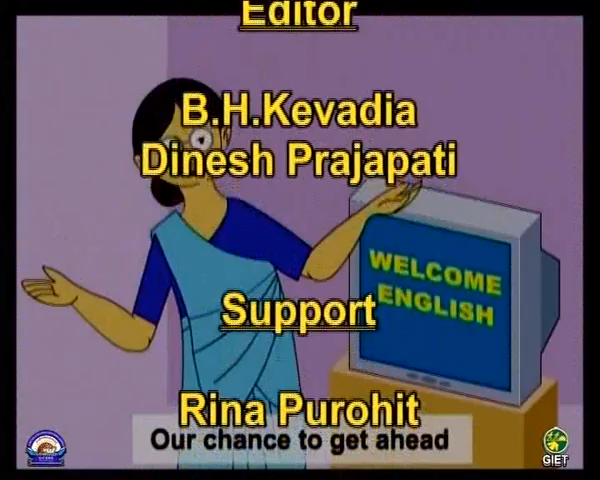 Editor
B.H.Kevadia
Dinesh Prajapati
WELCOME
ENGLISH
Support
Rina Purohit
Our chance to get ahead
GIET